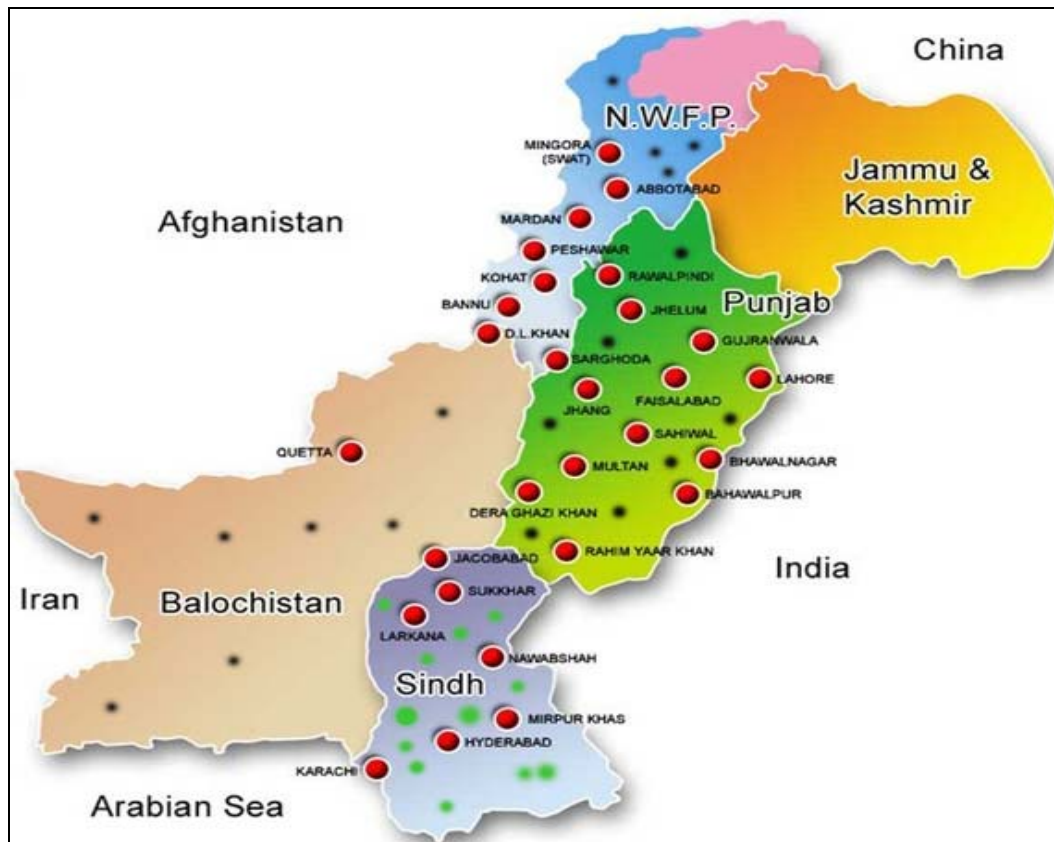 China
N.W.F.P.
MINGORA
(SWAT)
Jammu &
Kashmir
ABBOTABAD
Afghanistan
MARDAN
PESHAWAR
KOHAT
RAWALPINDI
BANNU
JHELUM
Punjab
D.I.KHAN
GUJRANWALA
SARGHODA
LAHORE
JHANG
FAISALABAD
SAHIWAL
QUETTA
MULTAN
BHAWALNAGAR
BAHAWALPUR
DERA GHAZI KHAN
RAHIM YAAR KHAN
JACOBABAD
India
Iran
Balochistan
SUKKHAR
LARKANA
NAWABSHAH
Sindh
MIRPUR KHAS
HYDERABAD
KARACHI
Arabian Sea